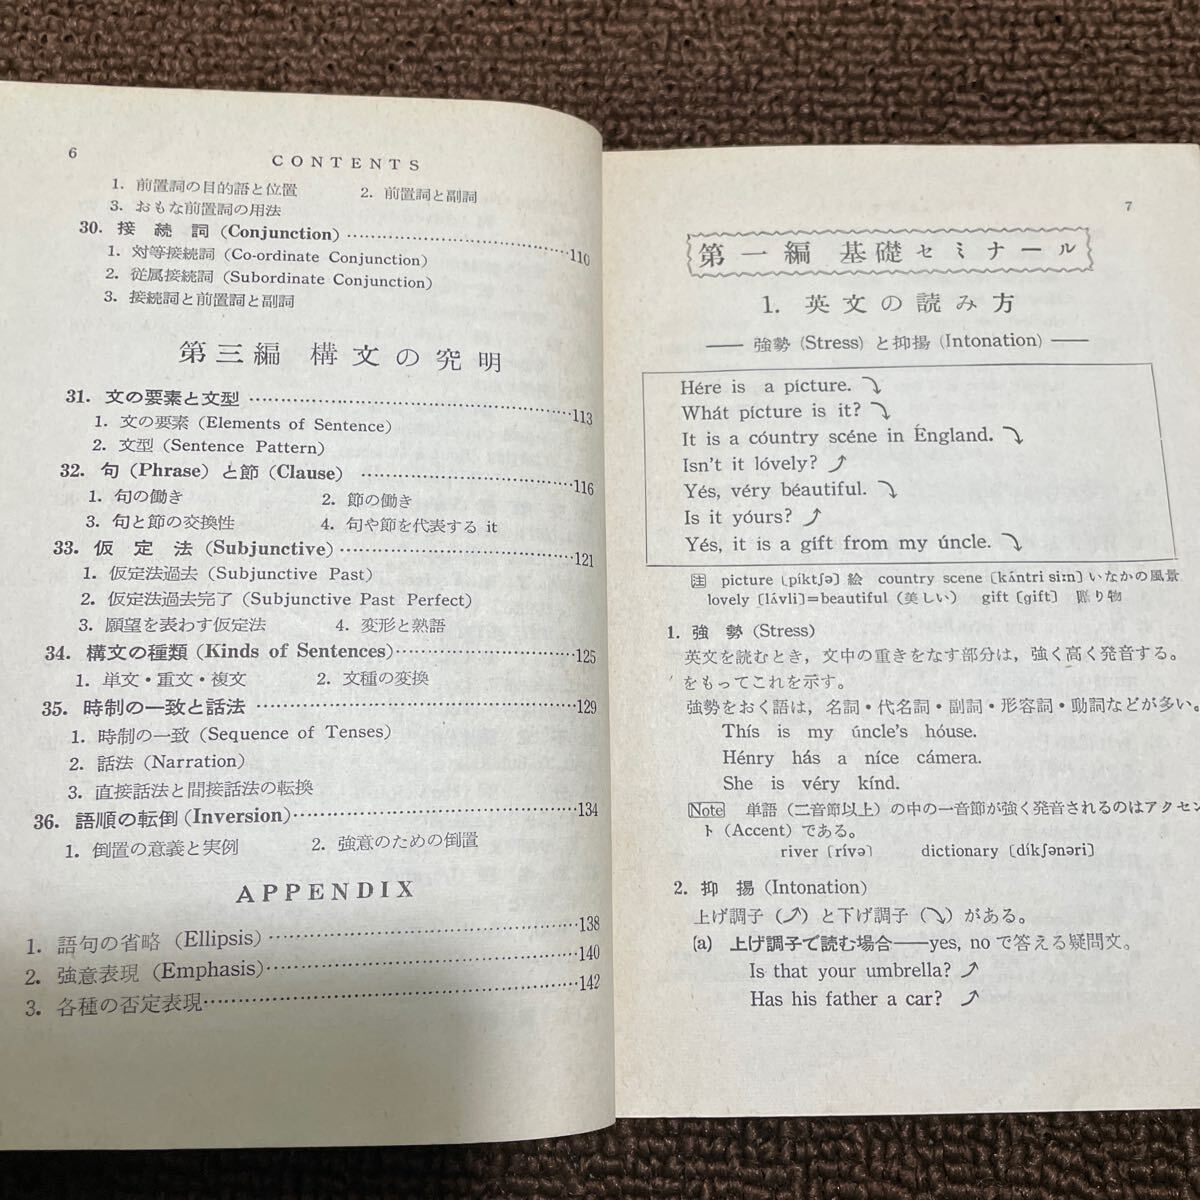 6
CONTENTS
1. 前置詞の目的語と位置 2. 前置詞と副詞
3. おもな前置詞の用法
30. 接続詞 (Conjunction) ……………………………110
1. 対等接続詞 (Co-ordinate Conjunction)
2. 従属接続詞 (Subordinate Conjunction)
3. 接続詞と前置詞と副詞
第三編 構文の究明
31. 文の要素と文型 ……………………………113
1. 文の要素 (Elements of Sentence)
2. 文型 (Sentence Pattern)
32. 句 (Phrase) と節 (Clause) ……………………………116
1. 句の働き 2. 節の働き
3. 句と節の交換性 4. 句や節を代表する it
33. 仮定法 (Subjunctive) ……………………………121
1. 仮定法過去 (Subjunctive Past)
2. 仮定法過去完了 (Subjunctive Past Perfect)
3. 願望を表わす仮定法 4. 変形と熟語
34. 構文の種類 (Kinds of Sentences) ……………………………125
1. 単文・重文・複文 2. 文種の変換
35. 時制の一致と話法 ……………………………129
1. 時制の一致 (Sequence of Tenses)
2. 話法 (Narration)
3. 直接話法と間接話法の転換
36. 語順の転倒 (Inversion) ……………………………134
1. 倒置の意義と実例 2. 強意のための倒置
APPENDIX
1. 語句の省略 (Ellipsis) ……………………………138
2. 強意表現 (Emphasis) ……………………………140
3. 各種の否定表現 ……………………………142
7
第一編 基礎セミナール
1. 英文の読み方
—— 強勢 (Stress) と抑揚 (Intonation) ——
Hére is a pícture. ⤵
Whát pícture is it? ⤵
It is a cóuntry scéne in Éngland. ⤵
Isn't it lóvely? ⤴
Yés, véry béautiful. ⤵
Is it yóurs? ⤴
Yés, it is a gíft from my úncle. ⤵
注 picture [píktʃə] 絵 country scene [kʌ́ntri si:n] いなかの風景
lovely [lʌ́vli]=beautiful (美しい) gift [gift] 贈り物
1. 強勢 (Stress)
英文を読むとき, 文中の重きをなす部分は, 強く高く発音する。
´をもってこれを示す。
強勢をおく語は, 名詞・代名詞・副詞・形容詞・動詞などが多い。
Thís is my úncle's hóuse.
Hénry hás a níce cámera.
She is véry kínd.
Note 単語 (二音節以上) の中の一音節が強く発音されるのはアクセン
ト (Accent) である。
river [rívə] dictionary [díkʃənəri]
2. 抑揚 (Intonation)
上げ調子 (⤴) と下げ調子 (⤵) がある。
(a) 上げ調子で読む場合——yes, no で答える疑問文。
Is that your umbrella? ⤴
Has his father a car? ⤴